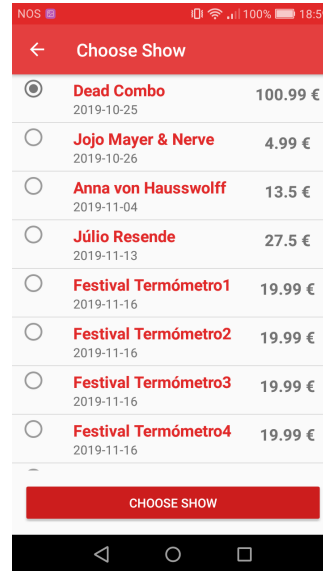 NOS 100% 18:5
Choose Show
Dead Combo 100.99 €
2019-10-25
Jojo Mayer & Nerve 4.99 €
2019-10-26
Anna von Hausswolff 13.5 €
2019-11-04
Júlio Resende 27.5 €
2019-11-13
Festival Termómetro1 19.99 €
2019-11-16
Festival Termómetro2 19.99 €
2019-11-16
Festival Termómetro3 19.99 €
2019-11-16
Festival Termómetro4 19.99 €
2019-11-16
CHOOSE SHOW